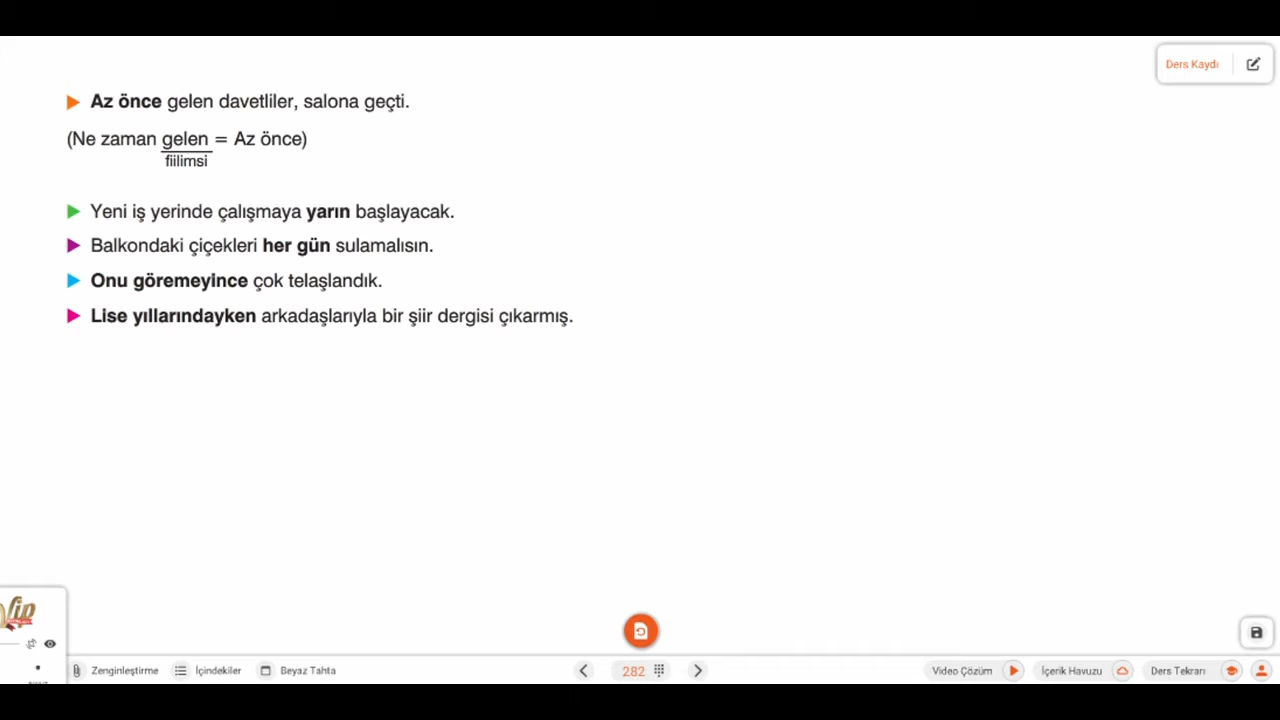 Ders Kaydı
Az önce gelen davetliler, salona geçti.
(Ne zaman gelen = Az önce)
fiilimsi
Yeni iş yerinde çalışmaya yarın başlayacak.
Balkondaki çiçekleri her gün sulamalısın.
Onu göremeyince çok telaşlandık.
Lise yıllarındayken arkadaşlarıyla bir şiir dergisi çıkarmış.
Zenginleştirme İçindekiler Beyaz Tahta 282 Video Çözüm İçerik Havuzu Ders Tekrarı